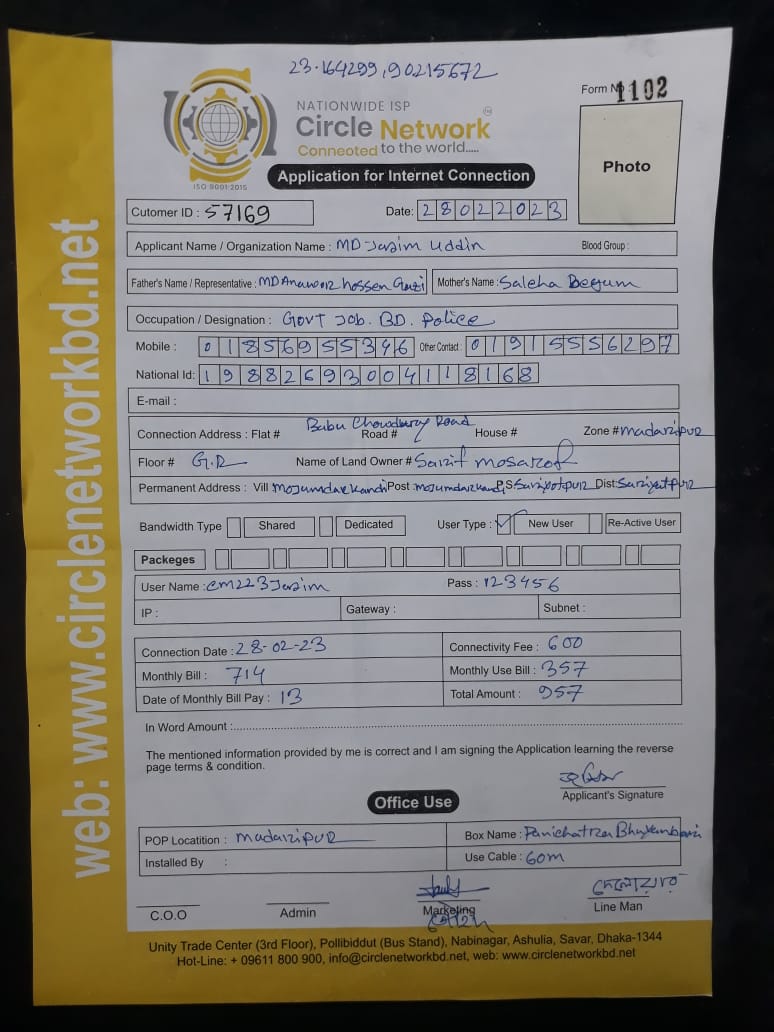 23.164299,90215672
Form No: 1102
NATIONWIDE ISP
Circle Network
Connected to the world.....
ISO 9001:2015
Application for Internet Connection
Photo
Cutomer ID : 57169
Date: 28022023
Applicant Name / Organization Name : MD Jasim Uddin Blood Group :
Father's Name / Representative : MD Anawar hossen Gazi Mother's Name : Saleha Begum
Occupation / Designation : GOVT Job. BD. Police
Mobile : 01856955346 Other Contact : 01915556297
National Id: 19882693004118168
E-mail :
Babu Chowdury Road
Connection Address : Flat # Road # House # Zone # madaripur
Floor # G.R Name of Land Owner # Sarif mosarof
Permanent Address : Vill Mojumdarkandi Post : mojumdarkandi P.S: Sariyotpur Dist: Sariyatpur
Bandwidth Type Shared Dedicated User Type : ✓ New User Re-Active User
Packeges
User Name : cm223Jasim Pass : 123456
IP : Gateway : Subnet :
Connection Date : 28-02-23 Connectivity Fee : 600
Monthly Bill : 714 Monthly Use Bill : 357
Date of Monthly Bill Pay : 13 Total Amount : 957
In Word Amount :
The mentioned information provided by me is correct and I am signing the Application learning the reverse
page terms & condition.
Applicant's Signature
Office Use
POP Locatition : madaripur Box Name : Panichatra Bhuyanbari
Installed By : Use Cable : 60m
দেলোয়ার
C.O.O Admin Marketing Line Man
Unity Trade Center (3rd Floor), Pollibiddut (Bus Stand), Nabinagar, Ashulia, Savar, Dhaka-1344
Hot-Line: + 09611 800 900, info@circlenetworkbd.net, web: www.circlenetworkbd.net
web: www.circlenetworkbd.net